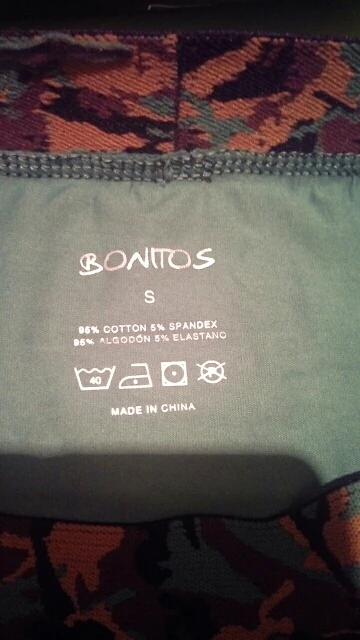 BONITOS
S
95% COTTON 5% SPANDEX
95% ALGODÓN 5% ELASTANO
40
MADE IN CHINA